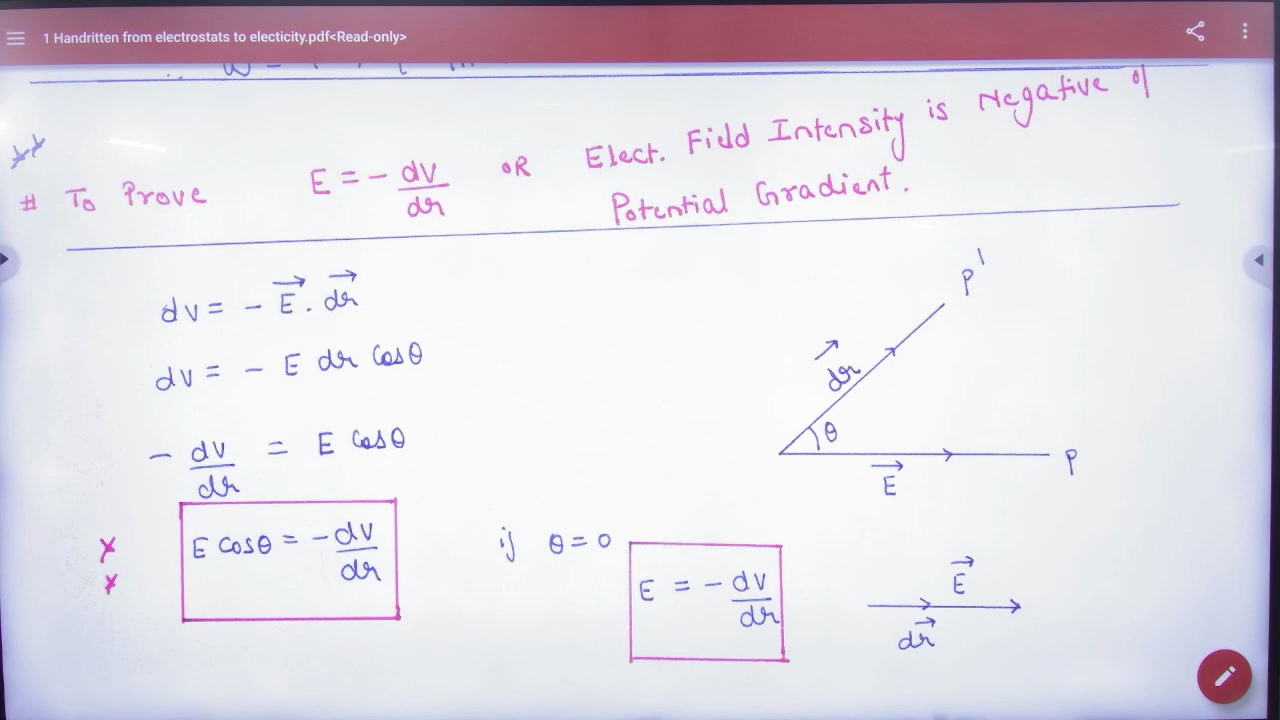 1 Handritten from electrostats to electicity.pdf<Read-only>
# To Prove E = - dv/dr OR Elect. Field Intensity is Negative of
Potential Gradient.
dv = - E⃗ . dr⃗
dv = - E dr Cosθ
- dv/dr = E Cosθ
E Cosθ = - dv/dr
if θ = 0
E = - dv/dr
P'
dr⃗
θ
E⃗
P
E⃗
dr⃗